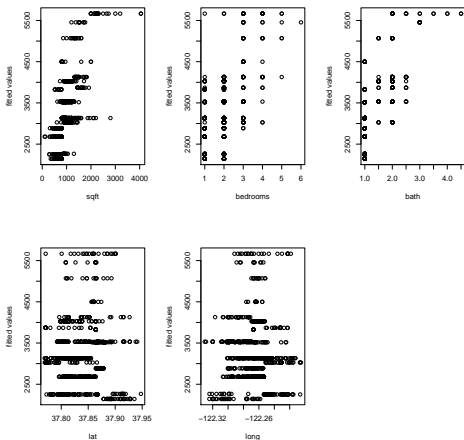 fitted values
2500 3500 4500 5500
0 1000 2000 3000 4000
sqft
fitted values
2500 3500 4500 5500
1 2 3 4 5 6
bedrooms
fitted values
2500 3500 4500 5500
1.0 2.0 3.0 4.0
bath
fitted values
2500 3500 4500 5500
37.80 37.85 37.90 37.95
lat
fitted values
2500 3500 4500 5500
−122.32 −122.26
long